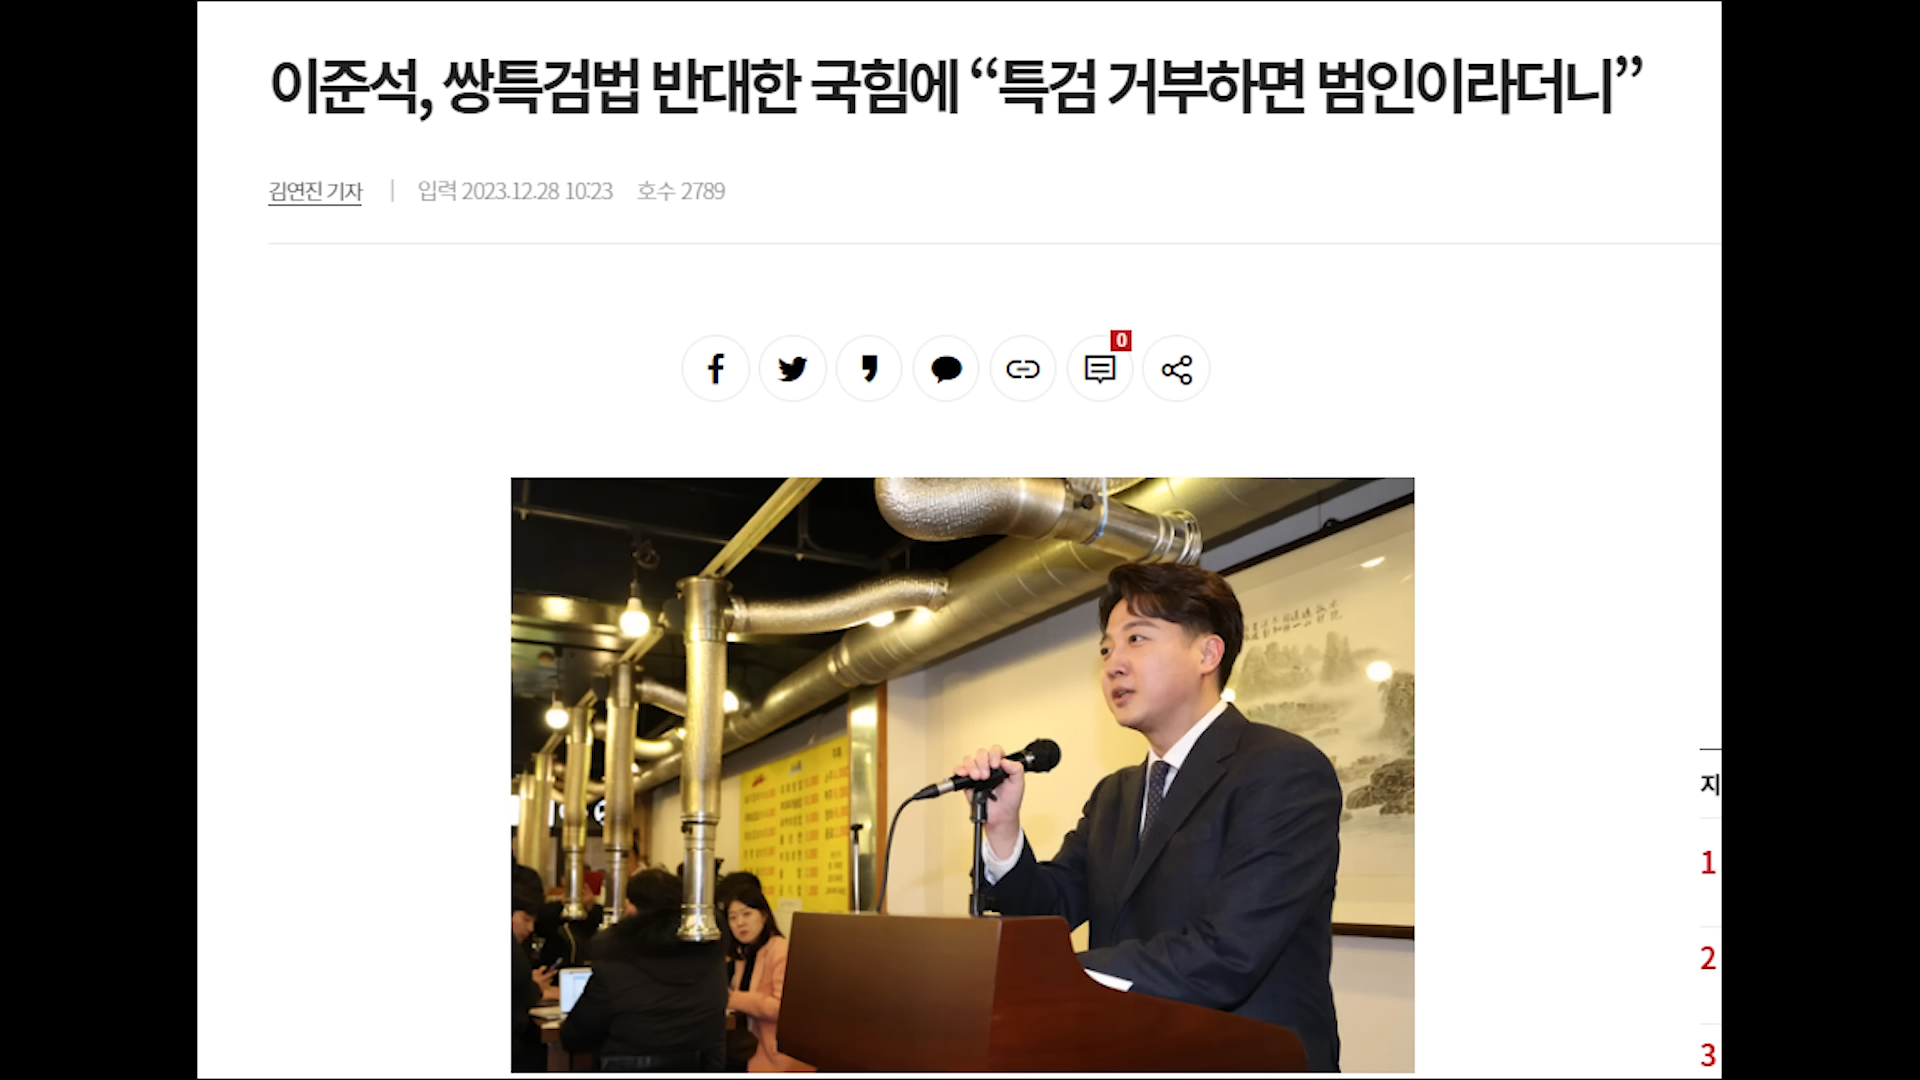 이준석, 쌍특검법 반대한 국힘에 “특검 거부하면 범인이라더니”
김연진 기자 | 입력 2023.12.28 10:23 호수 2789
0
지
1
2
3